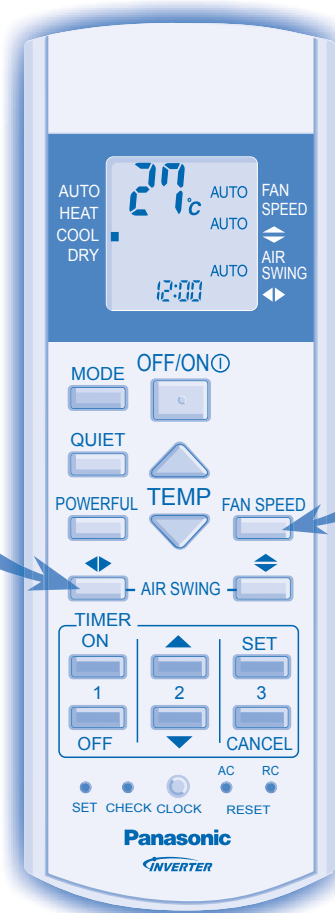 AUTO
HEAT
COOL
DRY
27°C
AUTO
AUTO
AUTO
12:00
FAN
SPEED
AIR
SWING
MODE
OFF/ON
QUIET
POWERFUL
TEMP
FAN SPEED
AIR SWING
TIMER
ON
SET
1 2 3
OFF
CANCEL
AC RC
SET CHECK CLOCK RESET
Panasonic
INVERTER